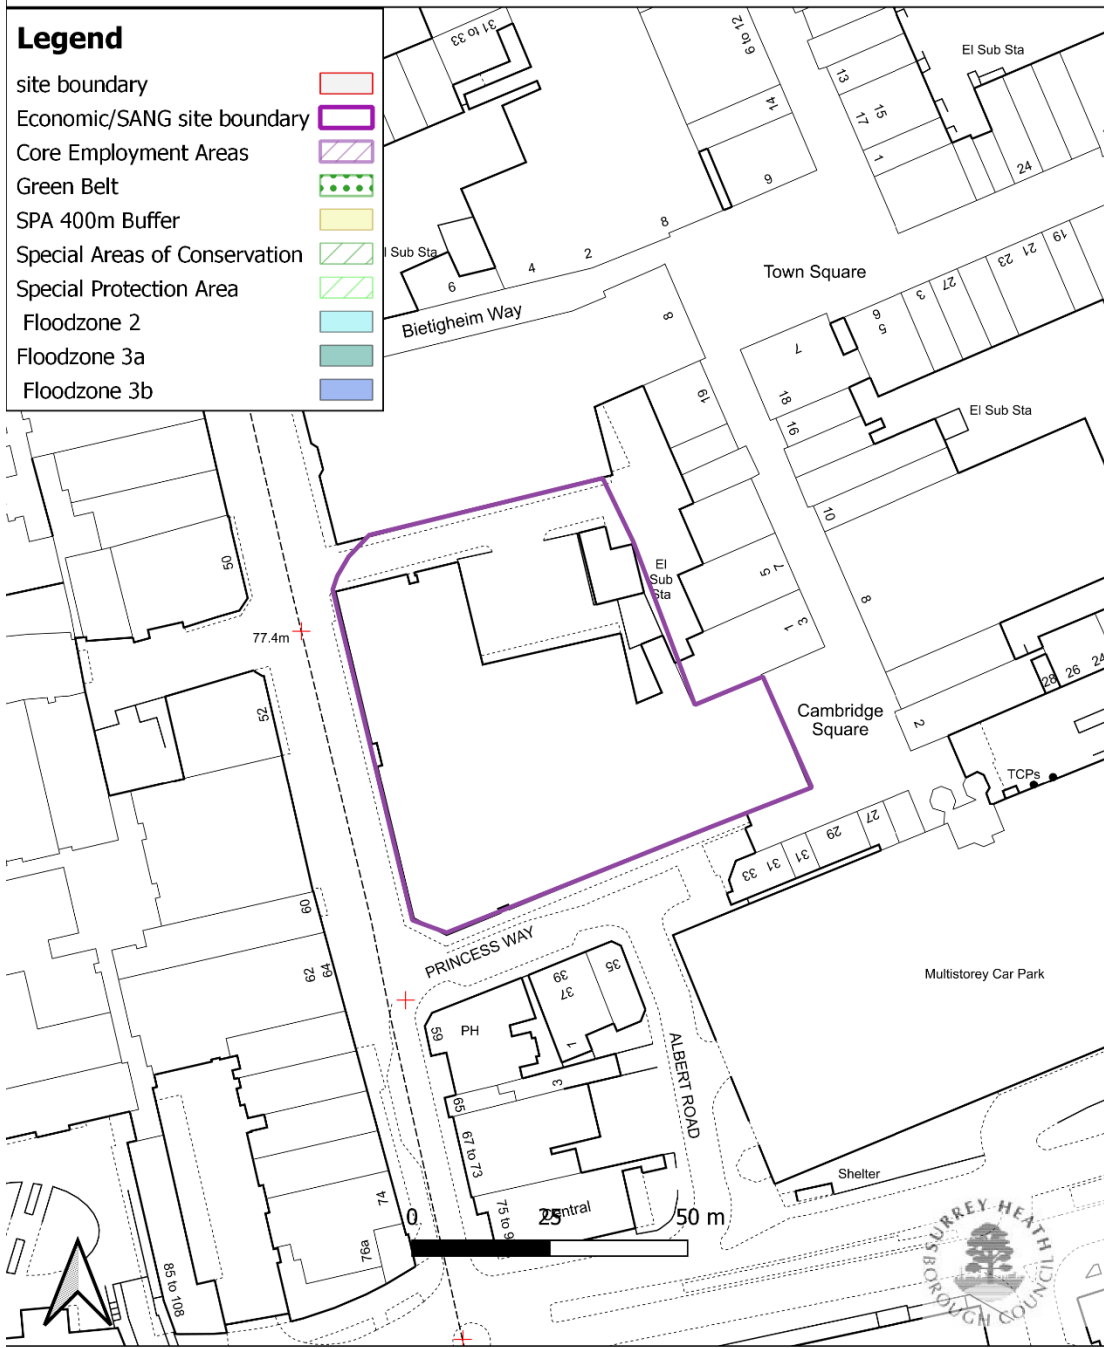 Legend
site boundary
Economic/SANG site boundary
Core Employment Areas
Green Belt
SPA 400m Buffer
Special Areas of Conservation
Special Protection Area
Floodzone 2
Floodzone 3a
Floodzone 3b
31 to 33
6 to 12
14
9
13
15
17
1
El Sub Sta
24
l Sub Sta
6
4
2
8
Bietigheim Way
Town Square
19
21
23
27
3
5
6
7
8
19
18
16
10
El Sub Sta
50
77.4m
El
Sub
Sta
7
5
3
1
8
28
26
24
2
Cambridge
Square
TCPs
52
27
29
31
31
33
60
62
64
PRINCESS WAY
Multistorey Car Park
35
39
37
1
59
PH
3
ALBERT ROAD
65
67 to 73
Shelter
74
76a
75 to 9
Central
0
25
50 m
85 to 108
SURREY HEATH
BOROUGH COUNCIL